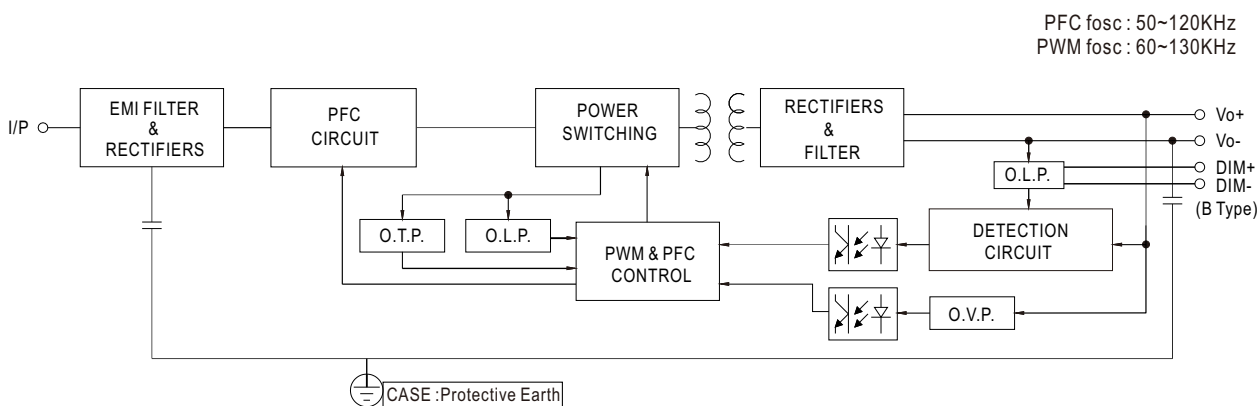 PFC fosc : 50~120KHz
PWM fosc : 60~130KHz
I/P
EMI FILTER
&
RECTIFIERS
PFC
CIRCUIT
POWER
SWITCHING
RECTIFIERS
&
FILTER
Vo+
Vo-
DIM+
DIM-
(B Type)
O.L.P.
O.T.P.
O.L.P.
PWM & PFC
CONTROL
DETECTION
CIRCUIT
O.V.P.
CASE :Protective Earth